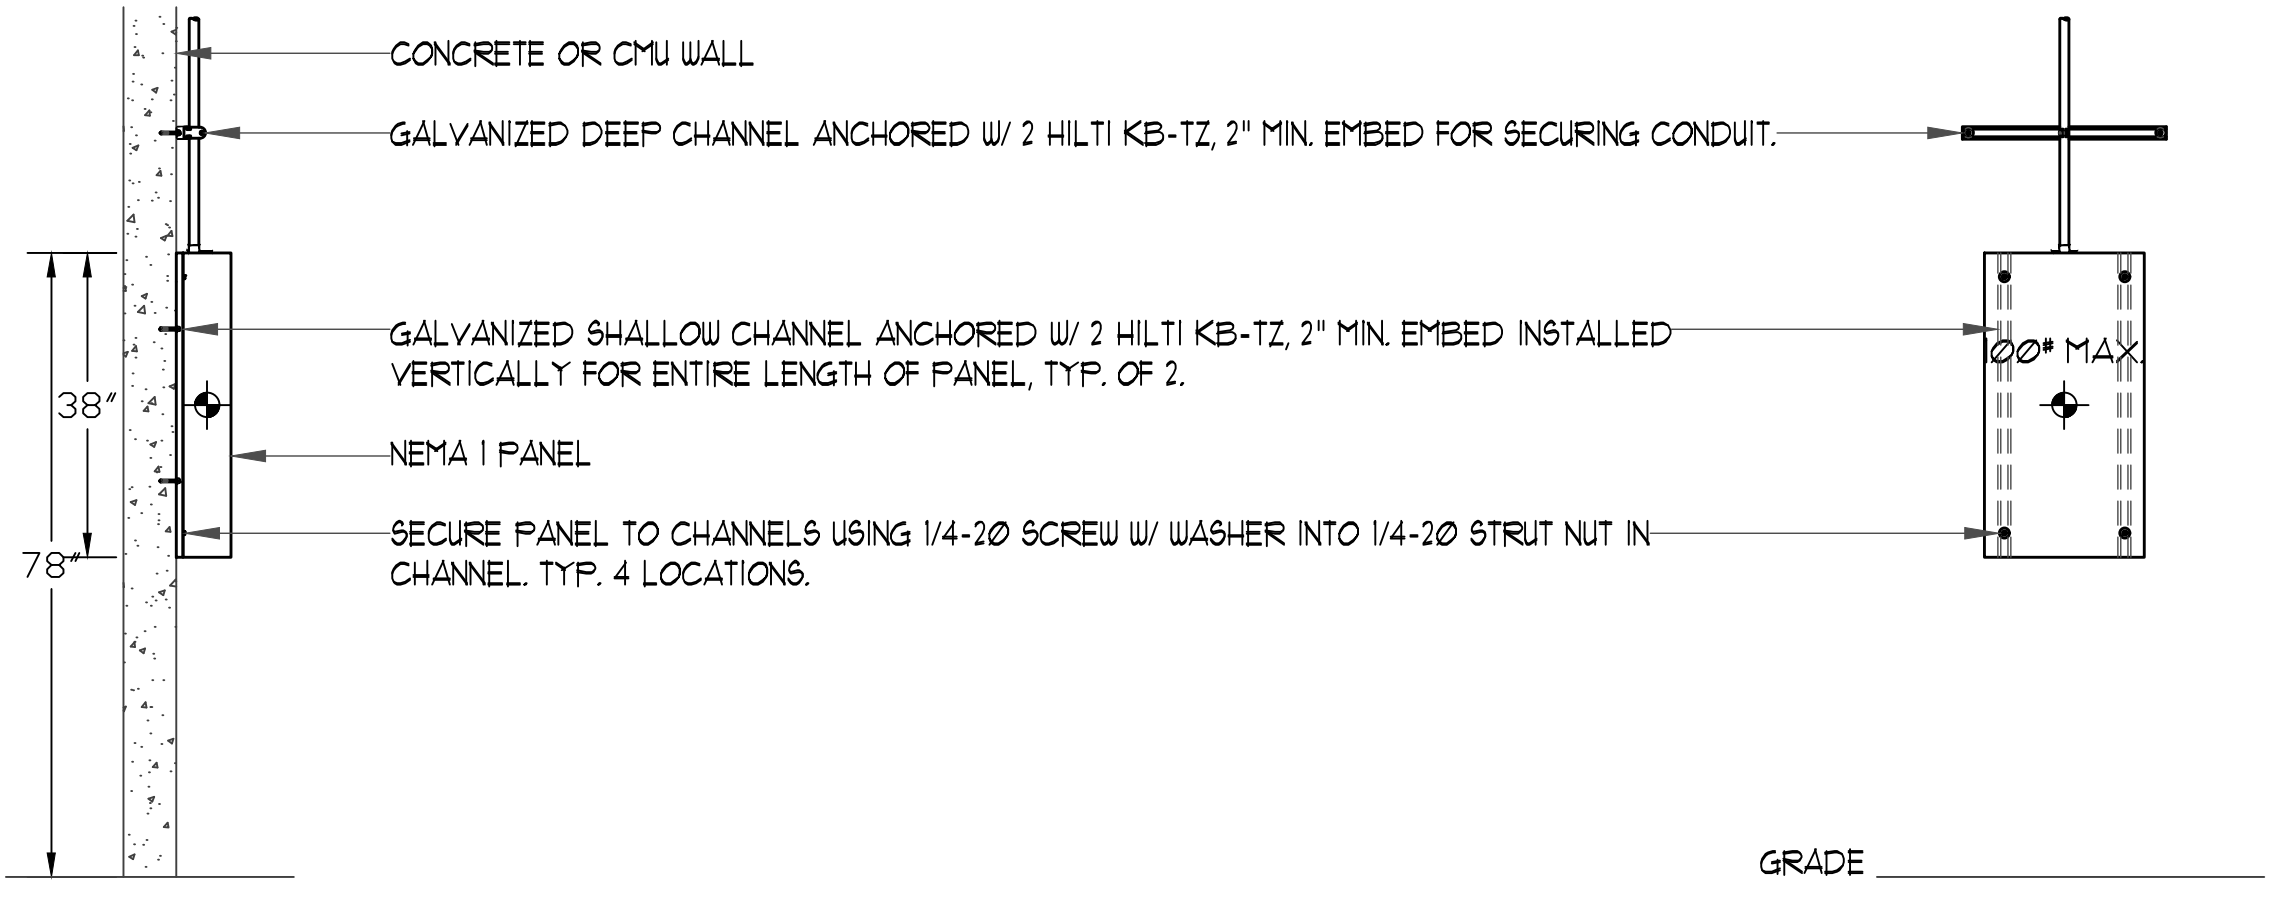 CONCRETE OR CMU WALL
GALVANIZED DEEP CHANNEL ANCHORED W/ 2 HILTI KB-TZ, 2" MIN. EMBED FOR SECURING CONDUIT.
GALVANIZED SHALLOW CHANNEL ANCHORED W/ 2 HILTI KB-TZ, 2" MIN. EMBED INSTALLED
VERTICALLY FOR ENTIRE LENGTH OF PANEL, TYP. OF 2.
100# MAX.
38"
NEMA 1 PANEL
SECURE PANEL TO CHANNELS USING 1/4-20 SCREW W/ WASHER INTO 1/4-20 STRUT NUT IN
CHANNEL. TYP. 4 LOCATIONS.
78"
GRADE